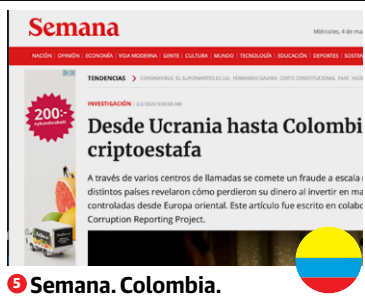 Semana
Miércoles, 4 de ma
NACIÓN | OPINIÓN | ECONOMÍA | VIDA MODERNA | GENTE | CULTURA | MUNDO | TECNOLOGÍA | EDUCACIÓN | DEPORTES | SOSTEN
TENDENCIAS
INVESTIGACIÓN
200:-
Desde Ucrania hasta Colombi
criptoestafa
A través de varios centros de llamadas se comete un fraude a escala
distintos países revelaron cómo perdieron su dinero al invertir en ma
controladas desde Europa oriental. Este artículo fue escrito en colabo
Corruption Reporting Project.
5 Semana. Colombia.